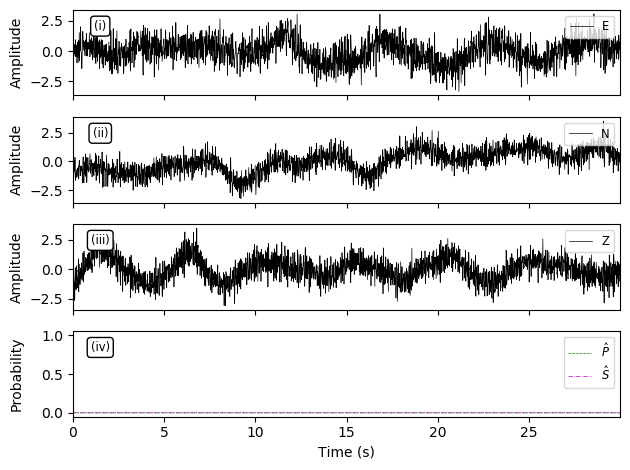 2.5
0.0
−2.5
Amplitude
(i)
E
2.5
0.0
−2.5
Amplitude
(ii)
N
2.5
0.0
−2.5
Amplitude
(iii)
Z
1.0
0.5
0.0
Probability
(iv)
P̂
Ŝ
0 5 10 15 20 25
Time (s)